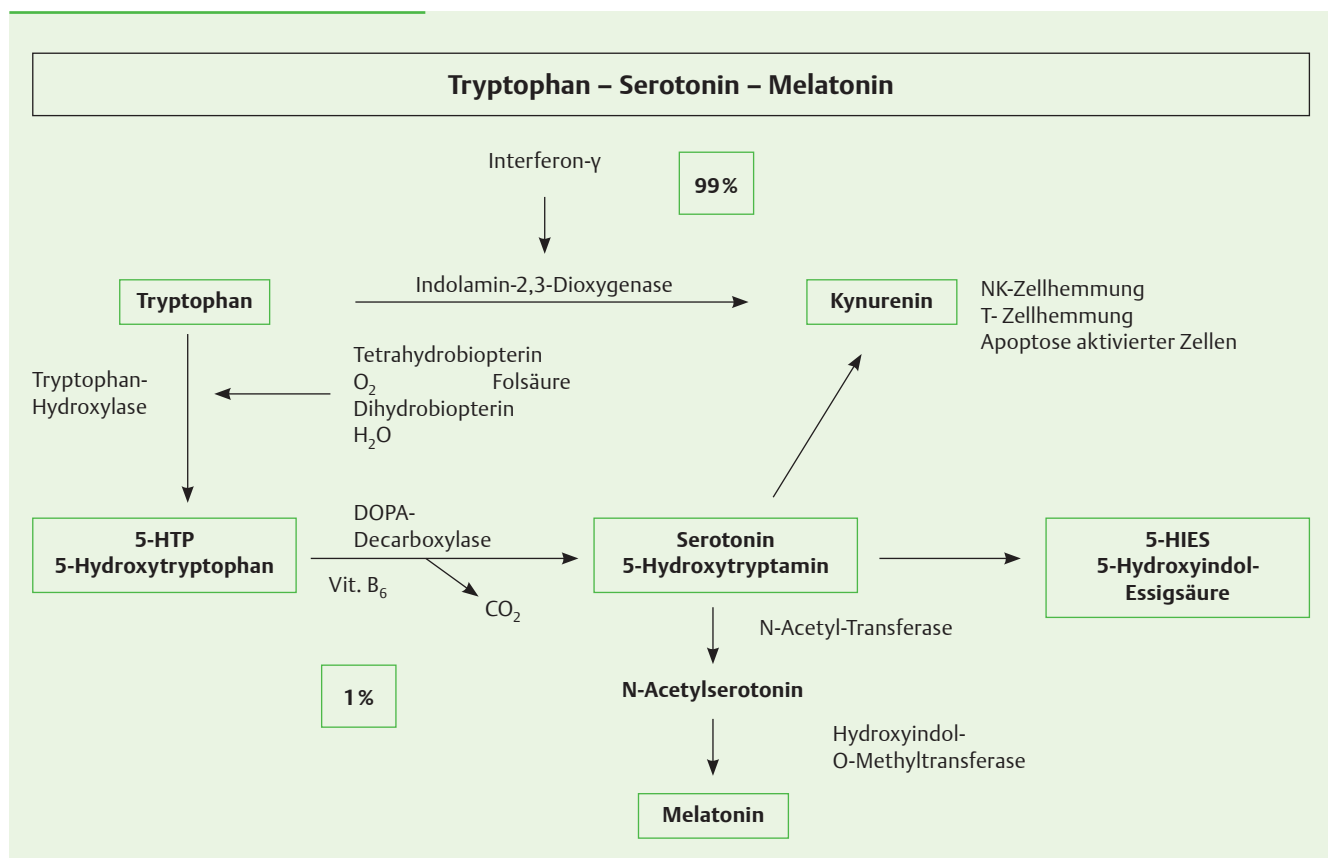 Tryptophan – Serotonin – Melatonin
Interferon-γ
99%
Indolamin-2,3-Dioxygenase
Tryptophan
Kynurenin
NK-Zellhemmung
T- Zellhemmung
Apoptose aktivierter Zellen
Tryptophan-
Hydroxylase
Tetrahydrobiopterin
O₂ Folsäure
Dihydrobiopterin
H₂O
5-HTP
5-Hydroxytryptophan
DOPA-
Decarboxylase
Vit. B₆
CO₂
Serotonin
5-Hydroxytryptamin
5-HIES
5-Hydroxyindol-
Essigsäure
N-Acetyl-Transferase
1%
N-Acetylserotonin
Hydroxyindol-
O-Methyltransferase
Melatonin